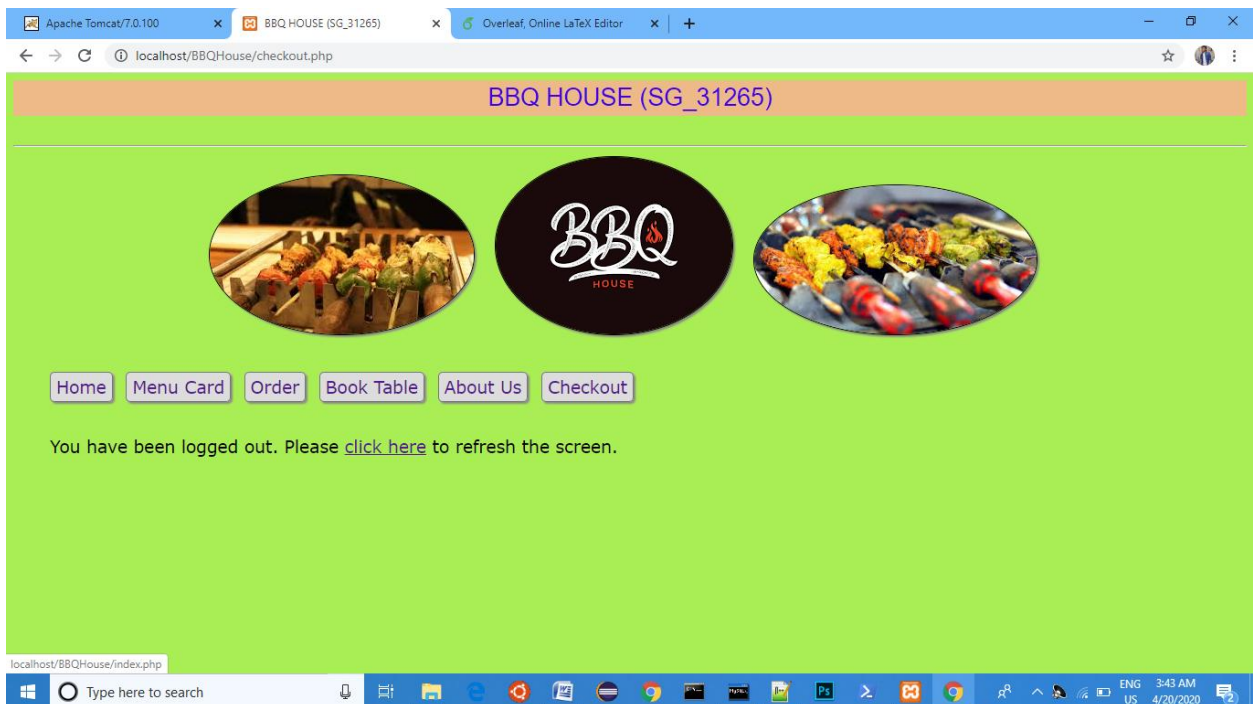 Apache Tomcat/7.0.100
BBQ HOUSE (SG_31265)
Overleaf, Online LaTeX Editor
localhost/BBQHouse/checkout.php
BBQ HOUSE (SG_31265)
BBQ
HOUSE
Home Menu Card Order Book Table About Us Checkout
You have been logged out. Please click here to refresh the screen.
localhost/BBQHouse/index.php
Type here to search
Ps
ENG 3:43 AM
US 4/20/2020
2